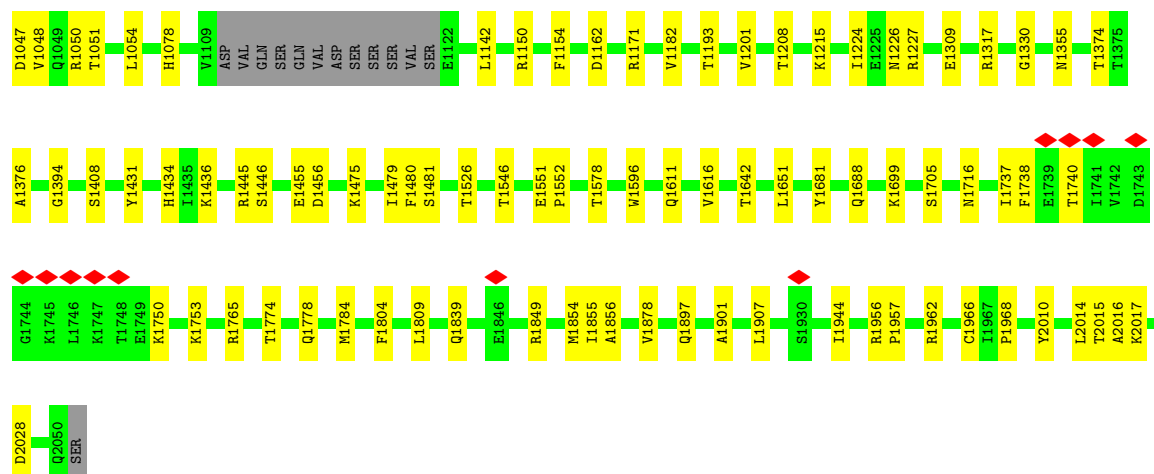 D1047 V1048 Q1049 R1050 T1051 L1054 H1078 V1109 ASP VAL GLN SER GLN VAL ASP SER SER SER VAL SER E1122 L1142 R1150 F1154 D1162 R1171 V1182 T1193 V1201 T1208 K1215 I1224 E1225 N1226 R1227 E1309 R1317 G1330 N1355 T1374 T1375
A1376 G1394 S1408 Y1431 H1434 I1435 K1436 R1445 S1446 E1455 D1456 K1475 I1479 F1480 S1481 T1526 T1546 E1551 P1552 T1578 W1596 Q1611 V1616 T1642 L1651 Y1681 Q1688 K1699 S1705 N1716 I1737 F1738 E1739 T1740 I1741 V1742 D1743
G1744 K1745 L1746 K1747 T1748 E1749 K1750 K1753 R1765 T1774 Q1778 M1784 F1804 L1809 Q1839 E1846 R1849 M1854 I1855 A1856 V1878 Q1897 A1901 L1907 S1930 I1944 R1956 P1957 R1962 C1966 I1967 P1968 Y2010 L2014 T2015 A2016 K2017
D2028 Q2050 SER